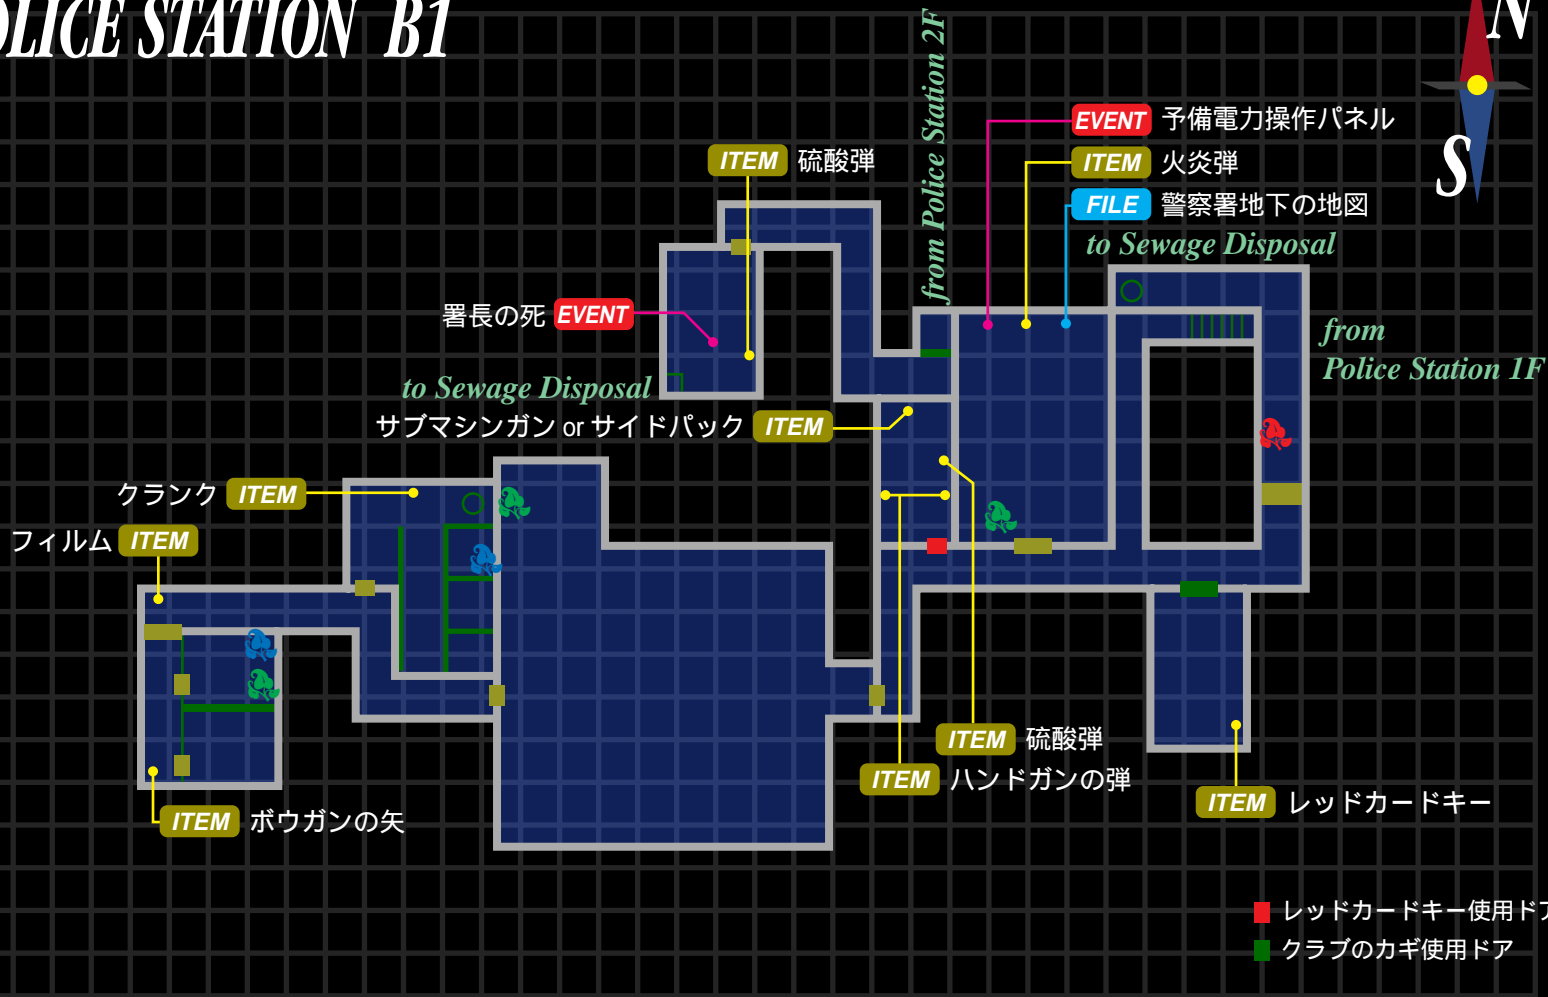 POLICE STATION B1
N
S
from Police Station 2F
EVENT 予備電力操作パネル
ITEM 火炎弾
FILE 警察署地下の地図
to Sewage Disposal
ITEM 硫酸弾
署長の死 EVENT
from
Police Station 1F
to Sewage Disposal
サブマシンガン or サイドパック ITEM
クランク ITEM
フィルム ITEM
ITEM 硫酸弾
ITEM ハンドガンの弾
ITEM レッドカードキー
ITEM ボウガンの矢
レッドカードキー使用ドア
クラブのカギ使用ドア